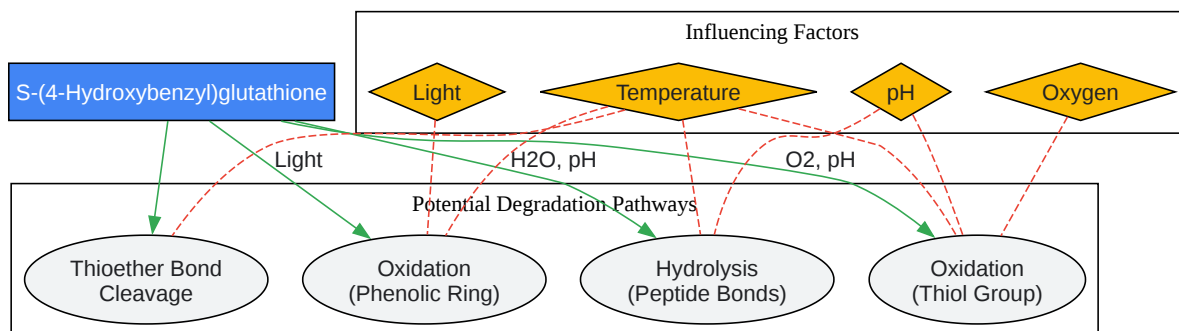 Influencing Factors
S-(4-Hydroxybenzyl)glutathione
Light
Temperature
pH
Oxygen
Light
H2O, pH
O2, pH
Potential Degradation Pathways
Thioether Bond
Cleavage
Oxidation
(Phenolic Ring)
Hydrolysis
(Peptide Bonds)
Oxidation
(Thiol Group)